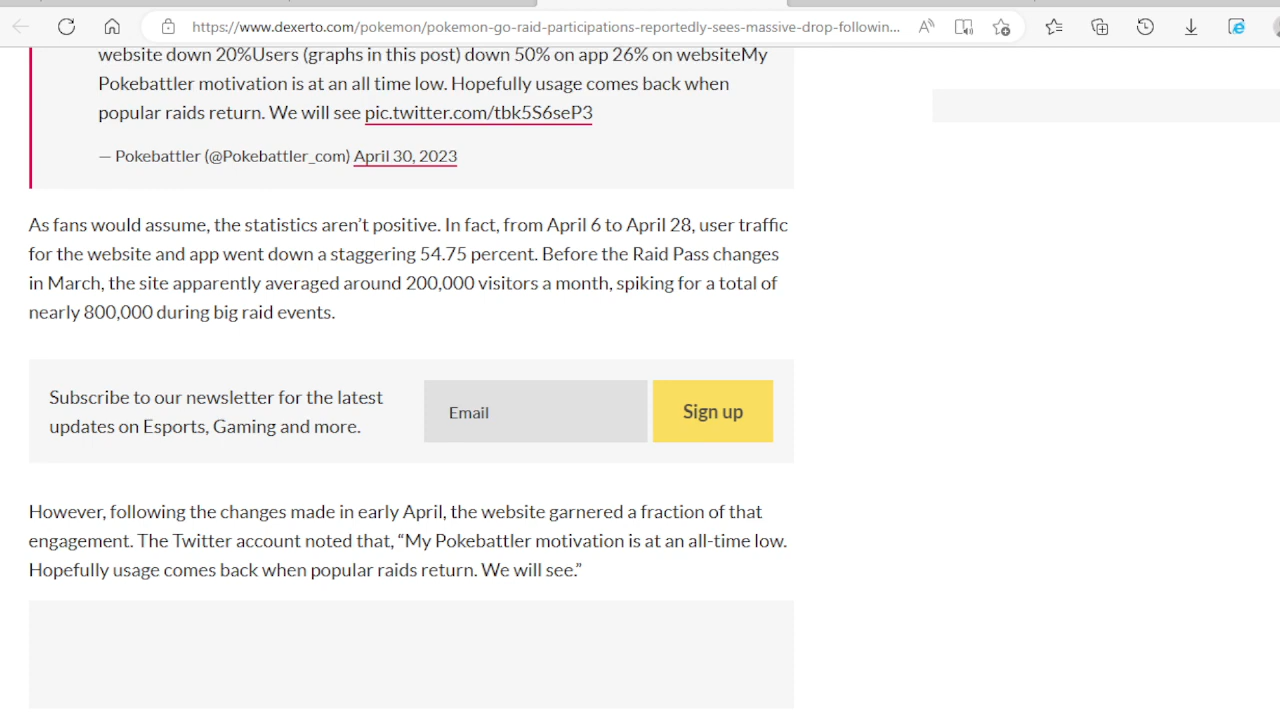 https://www.dexerto.com/pokemon/pokemon-go-raid-participations-reportedly-sees-massive-drop-followin...
website down 20%Users (graphs in this post) down 50% on app 26% on websiteMy
Pokebattler motivation is at an all time low. Hopefully usage comes back when
popular raids return. We will see pic.twitter.com/tbk5S6seP3
— Pokebattler (@Pokebattler_com) April 30, 2023
As fans would assume, the statistics aren’t positive. In fact, from April 6 to April 28, user traffic
for the website and app went down a staggering 54.75 percent. Before the Raid Pass changes
in March, the site apparently averaged around 200,000 visitors a month, spiking for a total of
nearly 800,000 during big raid events.
Subscribe to our newsletter for the latest
updates on Esports, Gaming and more.
Email
Sign up
However, following the changes made in early April, the website garnered a fraction of that
engagement. The Twitter account noted that, “My Pokebattler motivation is at an all-time low.
Hopefully usage comes back when popular raids return. We will see.”